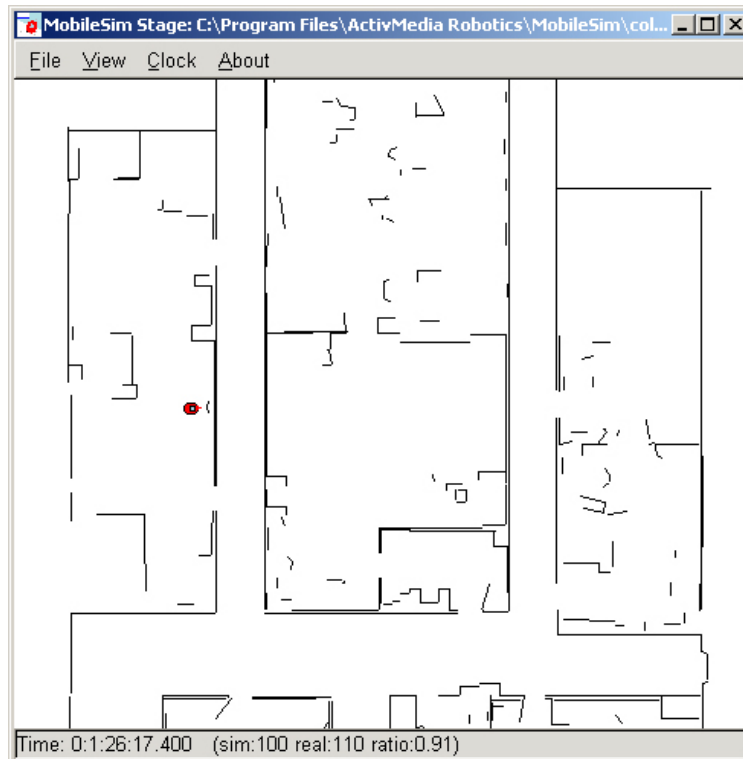 MobileSim Stage: C:\Program Files\ActivMedia Robotics\MobileSim\col...
File View Clock About
Time: 0:1:26:17.400 (sim:100 real:110 ratio:0.91)